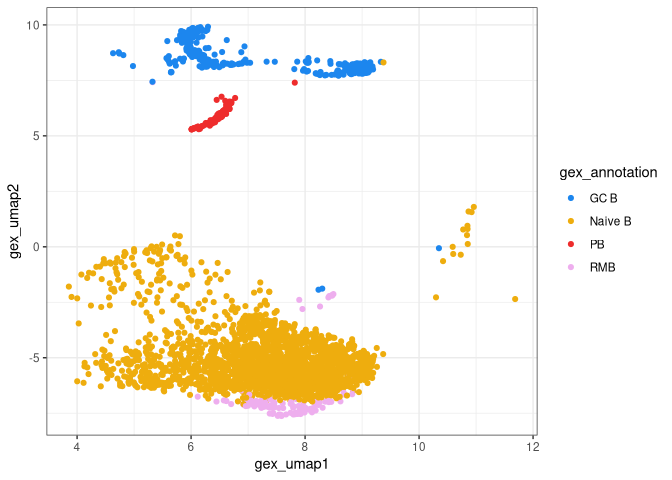 10
5
0
-5
4
6
8
10
12
gex_umap1
gex_umap2
gex_annotation
GC B
Naive B
PB
RMB